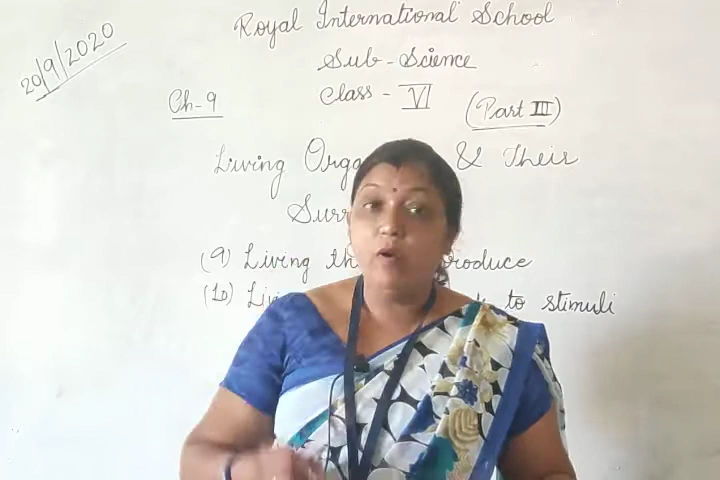 Royal International School
20/9/2020
Sub - Science
Class - VI
Ch-9
(Part III)
Living & Their
(9) Living
(10) to stimuli